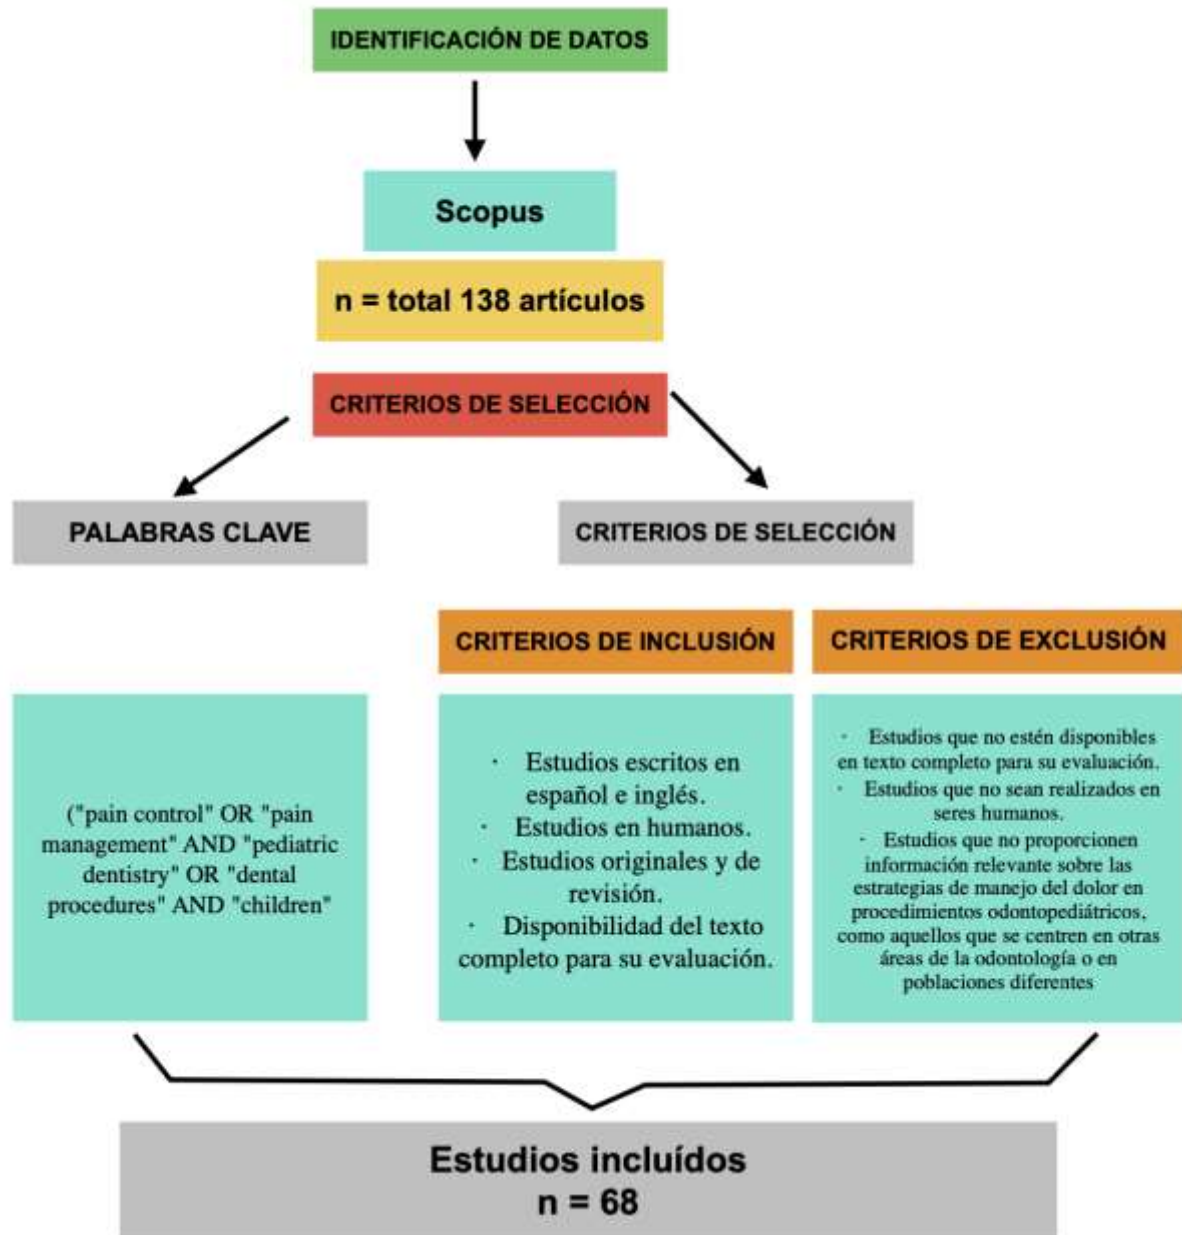 IDENTIFICACIÓN DE DATOS
Scopus
n = total 138 artículos
CRITERIOS DE SELECCIÓN
PALABRAS CLAVE
CRITERIOS DE SELECCIÓN
CRITERIOS DE INCLUSIÓN
CRITERIOS DE EXCLUSIÓN
("pain control" OR "pain
management" AND "pediatric
dentistry" OR "dental
procedures" AND "children"
· Estudios escritos en
español e inglés.
· Estudios en humanos.
· Estudios originales y de
revisión.
· Disponibilidad del texto
completo para su evaluación.
· Estudios que no estén disponibles
en texto completo para su evaluación.
· Estudios que no sean realizados en
seres humanos.
· Estudios que no proporcionen
información relevante sobre las
estrategias de manejo del dolor en
procedimientos odontopediátricos,
como aquellos que se centren en otras
áreas de la odontología o en
poblaciones diferentes
Estudios incluídos
n = 68